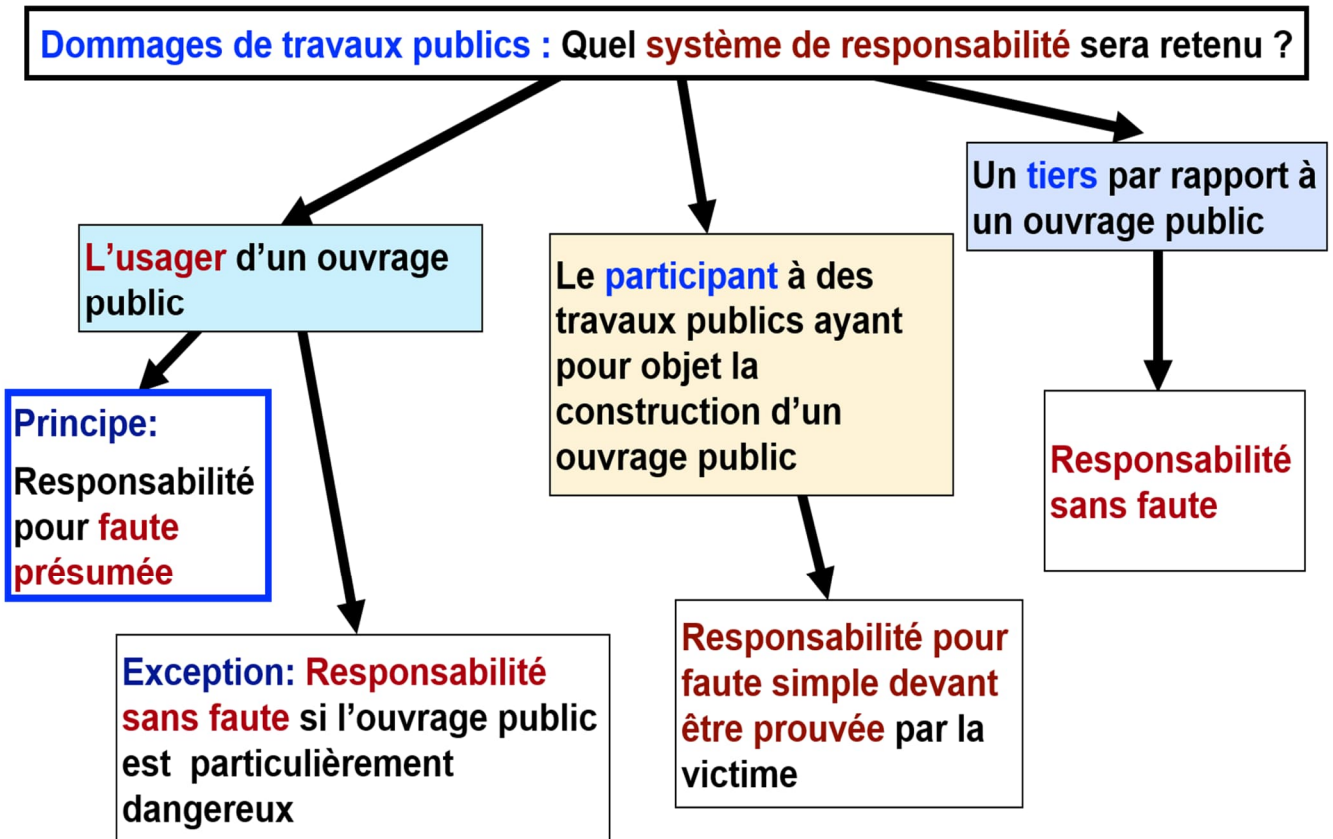 Dommages de travaux publics : Quel système de responsabilité sera retenu ?
L’usager d’un ouvrage
public
Principe:
Responsabilité
pour faute
présumée
Exception: Responsabilité
sans faute si l’ouvrage public
est particulièrement
dangereux
Le participant à des
travaux publics ayant
pour objet la
construction d’un
ouvrage public
Responsabilité pour
faute simple devant
être prouvée par la
victime
Un tiers par rapport à
un ouvrage public
Responsabilité
sans faute